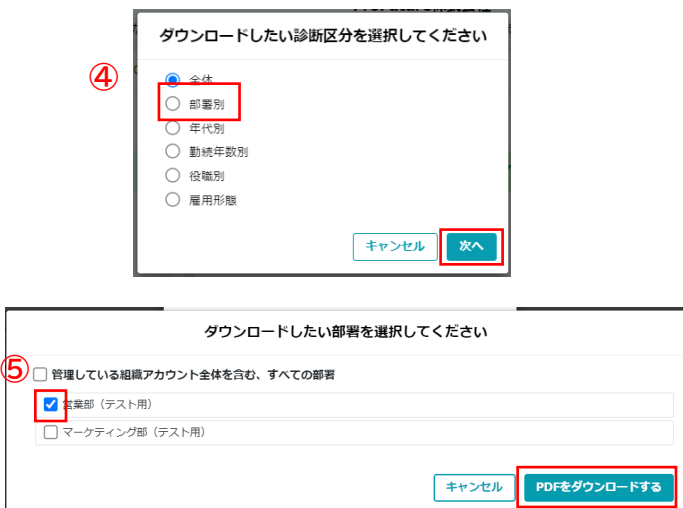 ダウンロードしたい診断区分を選択してください
④
全体
部署別
年代別
勤続年数別
役職別
雇用形態
キャンセル
次へ
ダウンロードしたい部署を選択してください
⑤
管理している組織アカウント全体を含む、すべての部署
営業部（テスト用）
マーケティング部（テスト用）
キャンセル
PDFをダウンロードする